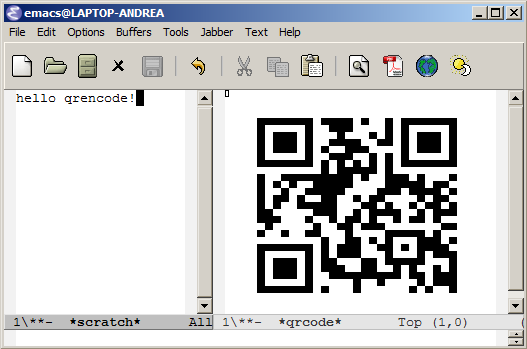 emacs@LAPTOP-ANDREA
File Edit Options Buffers Tools Jabber Text Help
hello qrencode!
1\**- *scratch* All
1\**- *qrcode* Top (1,0) (